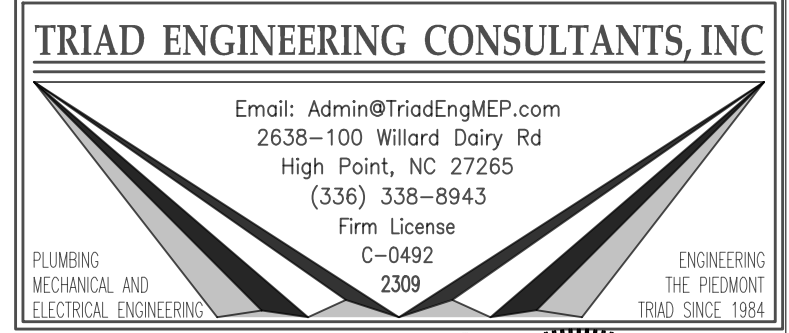 TRIAD ENGINEERING CONSULTANTS, INC
Email: Admin@TriadEngMEP.com
2638-100 Willard Dairy Rd
High Point, NC 27265
(336) 338-8943
Firm License
C-0492
2309
PLUMBING
MECHANICAL AND
ELECTRICAL ENGINEERING
ENGINEERING
THE PIEDMONT
TRIAD SINCE 1984